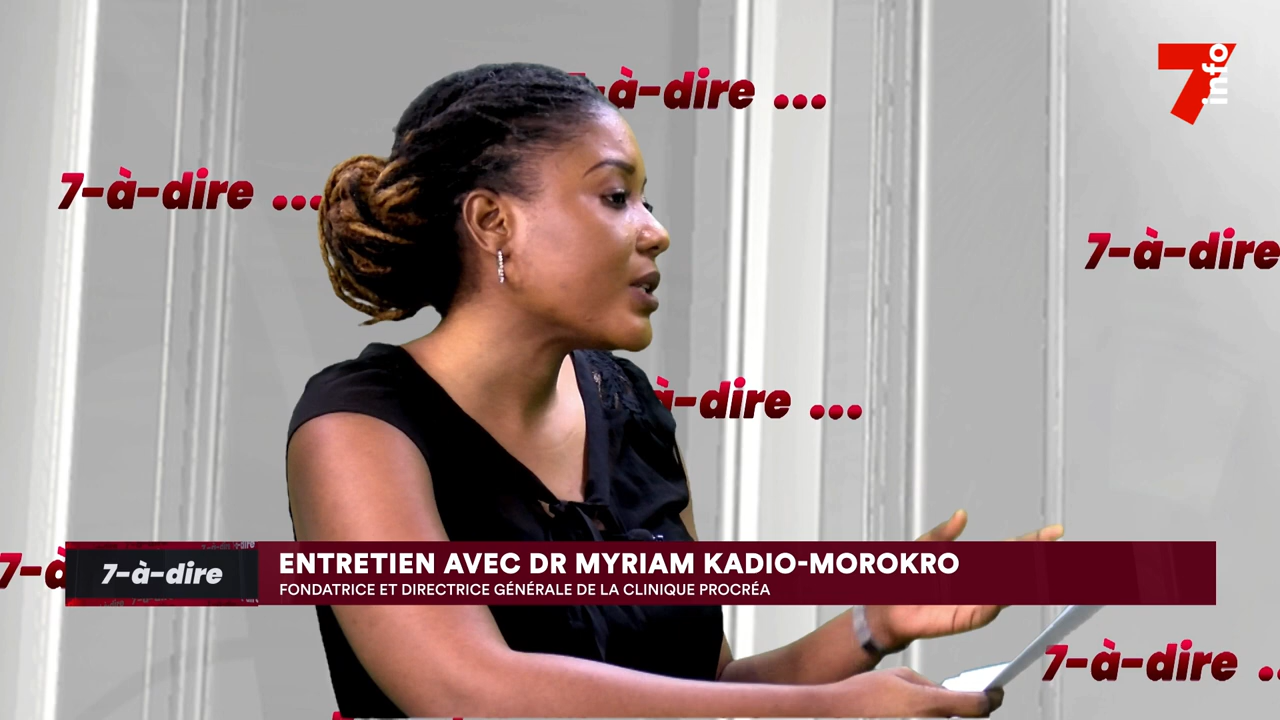 7 info
-à-dire ...
7-à-dire ...
7-à-dire
à-dire ...
7-à
7-à-dire
ENTRETIEN AVEC DR MYRIAM KADIO-MOROKRO
FONDATRICE ET DIRECTRICE GÉNÉRALE DE LA CLINIQUE PROCRÉA
7-à-dire ..